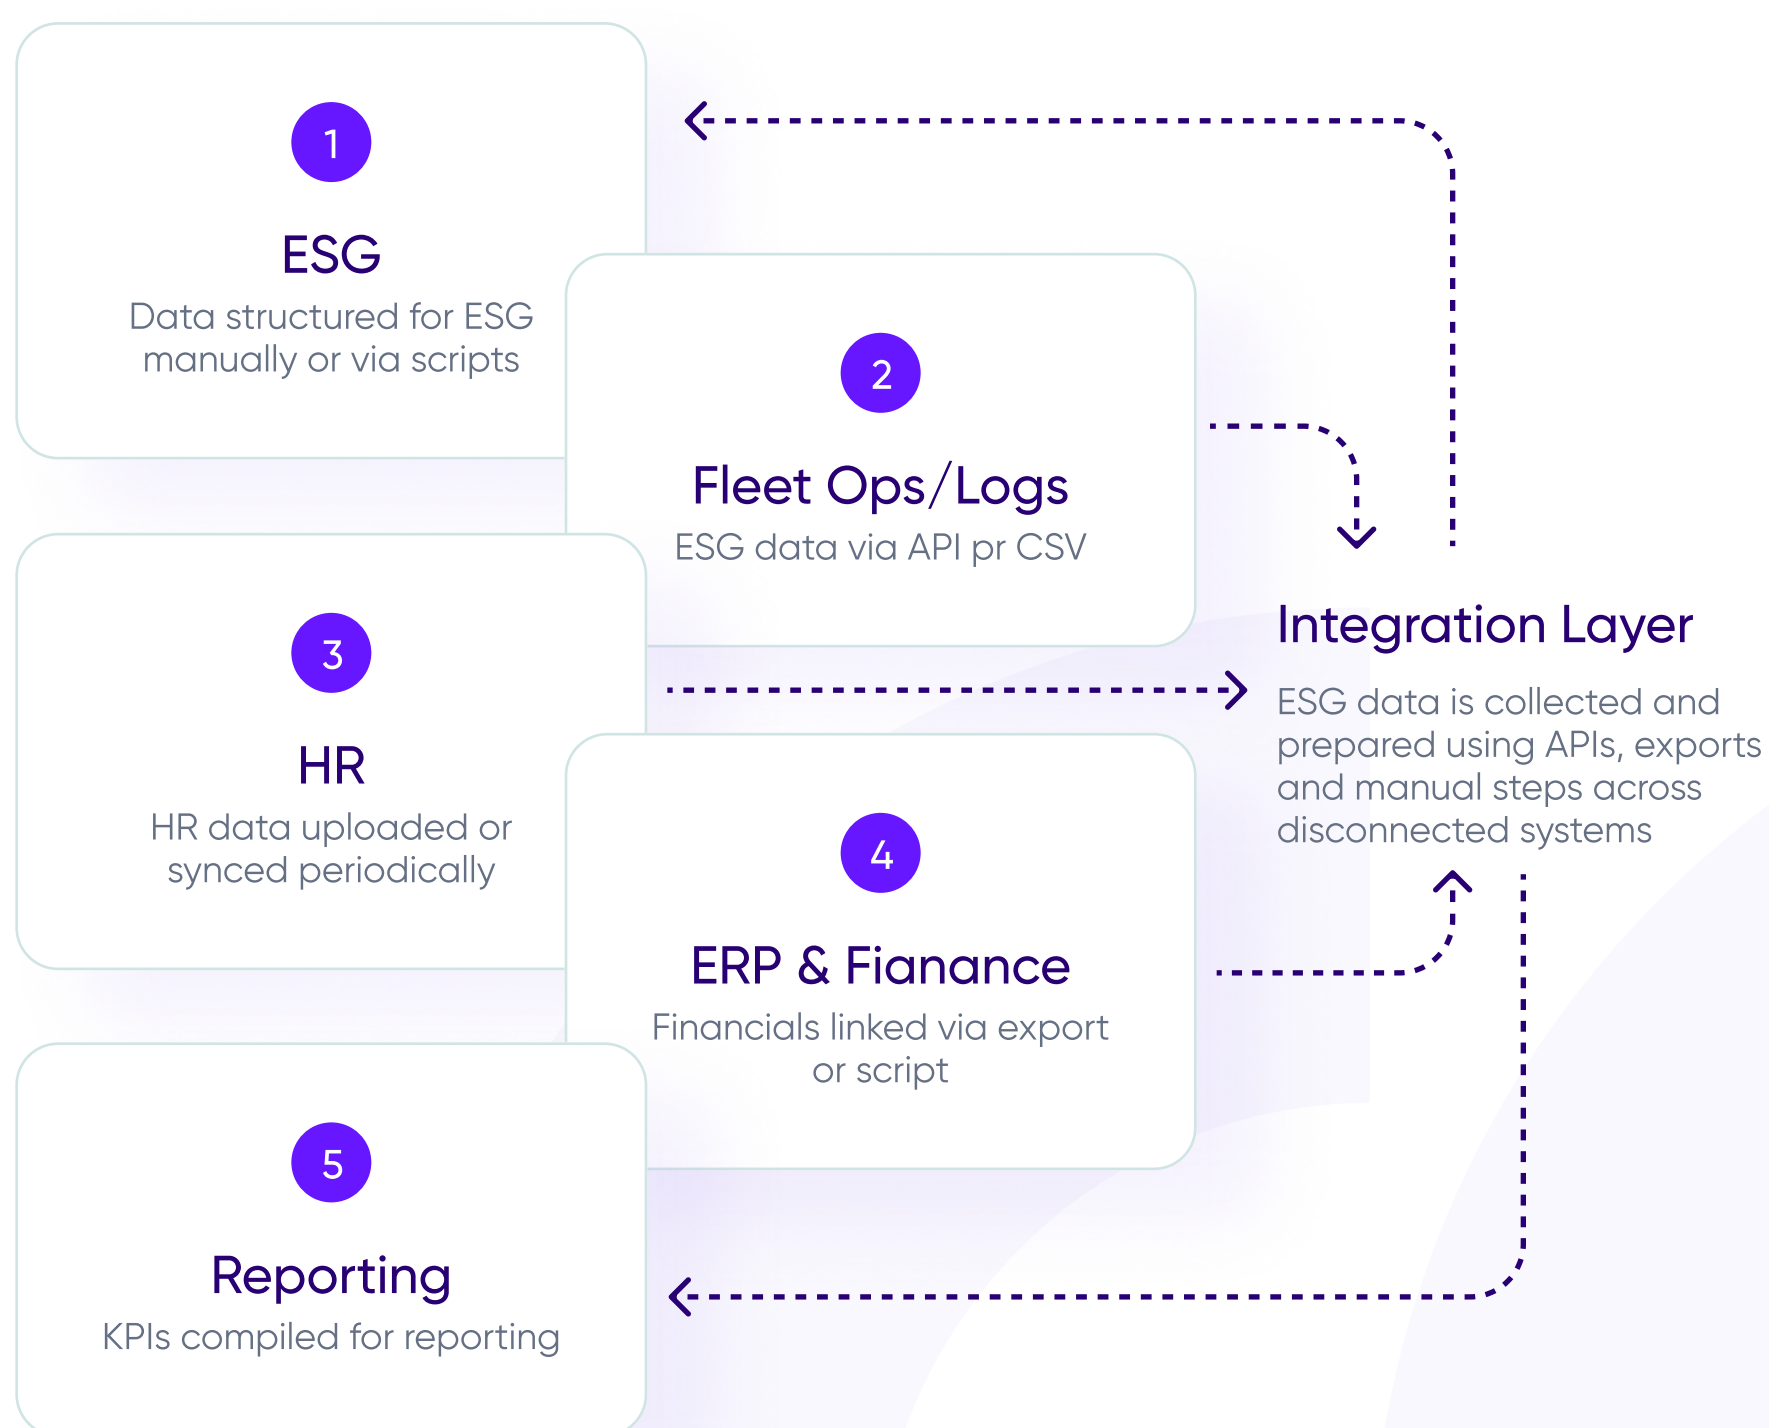 1
ESG
Data structured for ESG
manually or via scripts
2
Fleet Ops/Logs
ESG data via API pr CSV
3
HR
HR data uploaded or
synced periodically
4
ERP & Fianance
Financials linked via export
or script
5
Reporting
KPIs compiled for reporting
Integration Layer
ESG data is collected and
prepared using APIs, exports
and manual steps across
disconnected systems